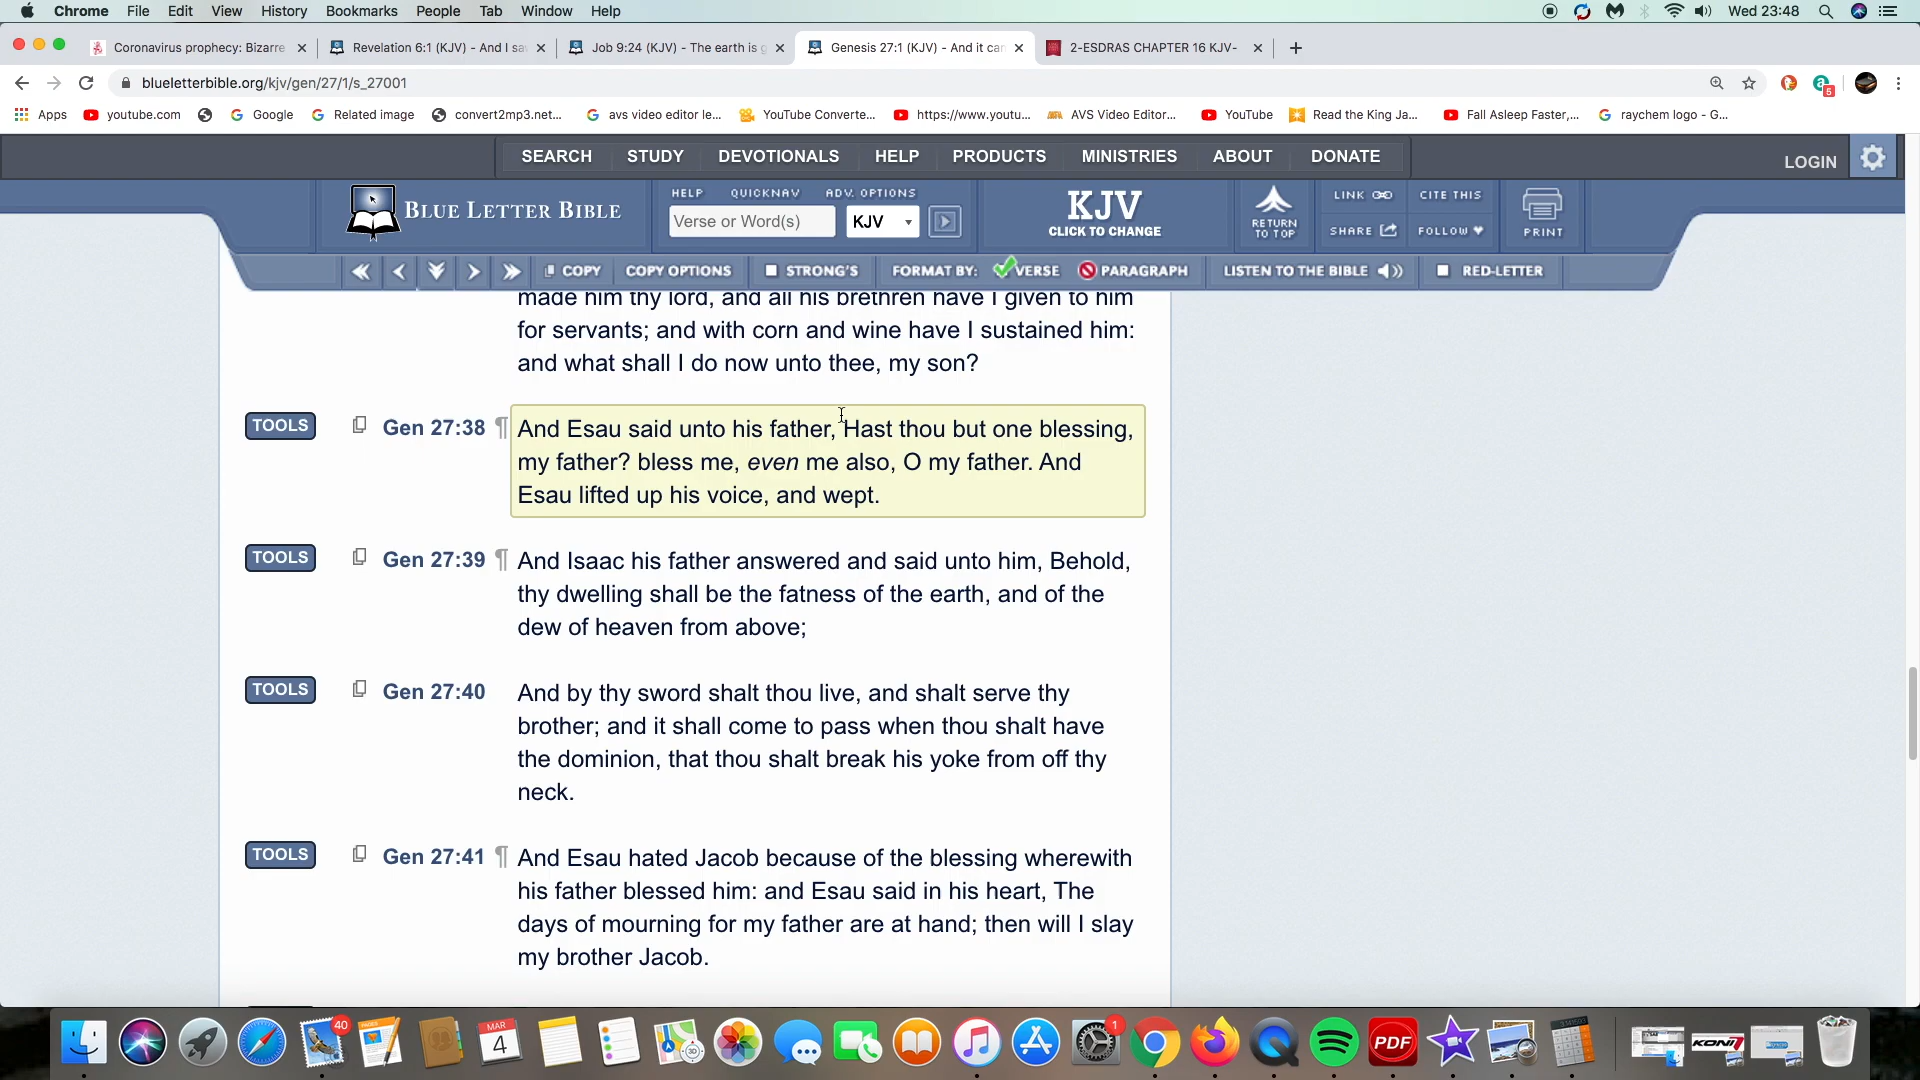 Chrome File Edit View History Bookmarks People Tab Window Help Wed 23:48
Coronavirus prophecy: Bizarre
Revelation 6:1 (KJV) - And I sa
Job 9:24 (KJV) - The earth is g
Genesis 27:1 (KJV) - And it ca
2-ESDRAS CHAPTER 16 KJV-
blueletterbible.org/kjv/gen/27/1/s_27001
5
Apps youtube.com Google Related image convert2mp3.net... avs video editor le... YouTube Converte... https://www.youtu... AVS Video Editor... YouTube Read the King Ja... Fall Asleep Faster,... raychem logo - G...
SEARCH STUDY DEVOTIONALS HELP PRODUCTS MINISTRIES ABOUT DONATE
LOGIN
HELP QUICKNAV ADV. OPTIONS
BLUE LETTER BIBLE
Verse or Word(s)
KJV
KJV
CLICK TO CHANGE
RETURN
TO TOP
LINK CITE THIS
SHARE FOLLOW
PRINT
COPY COPY OPTIONS STRONG'S FORMAT BY: VERSE PARAGRAPH LISTEN TO THE BIBLE RED-LETTER
made him thy lord, and all his brethren have I given to him
for servants; and with corn and wine have I sustained him:
and what shall I do now unto thee, my son?
TOOLS Gen 27:38 ¶ And Esau said unto his father, Hast thou but one blessing,
my father? bless me, even me also, O my father. And
Esau lifted up his voice, and wept.
TOOLS Gen 27:39 ¶ And Isaac his father answered and said unto him, Behold,
thy dwelling shall be the fatness of the earth, and of the
dew of heaven from above;
TOOLS Gen 27:40 And by thy sword shalt thou live, and shalt serve thy
brother; and it shall come to pass when thou shalt have
the dominion, that thou shalt break his yoke from off thy
neck.
TOOLS Gen 27:41 ¶ And Esau hated Jacob because of the blessing wherewith
his father blessed him: and Esau said in his heart, The
days of mourning for my father are at hand; then will I slay
my brother Jacob.
40
PAGES
MAR
4
3D
1
PDF
KONI